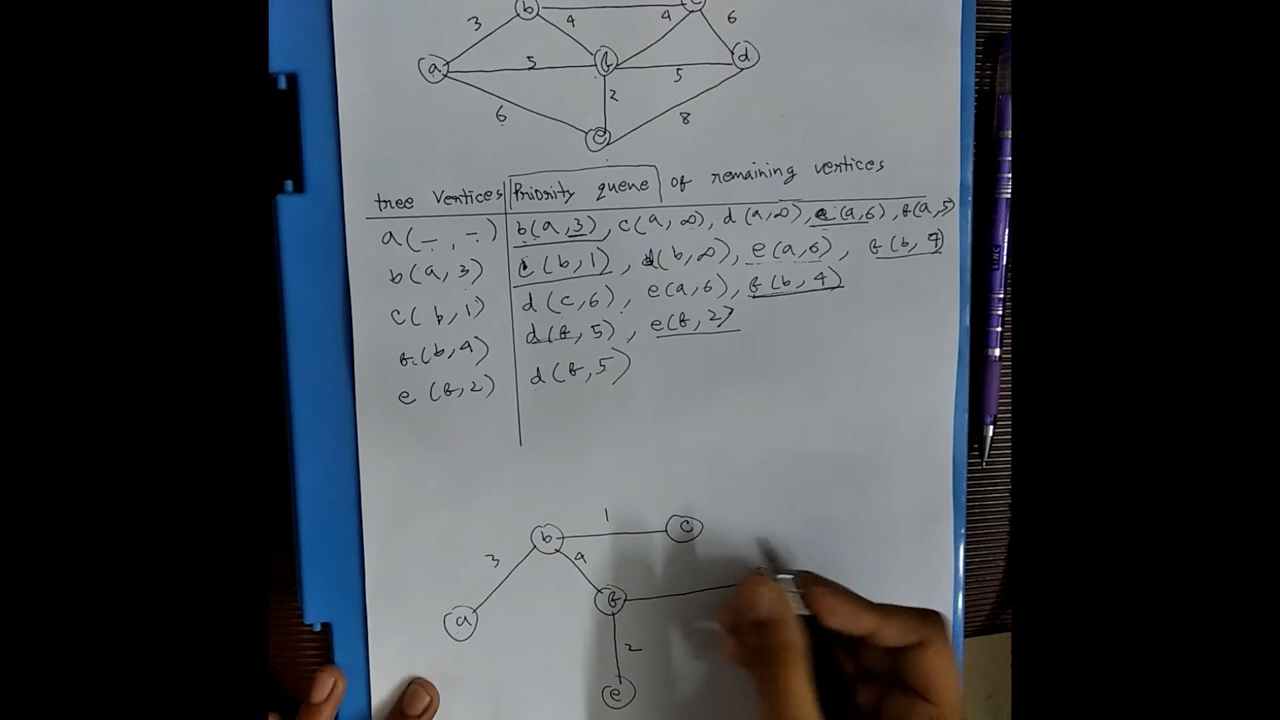 b c
3 4 4 6
a 5 f 5 d
2
6 8
e
tree Vertices Priority queue of remaining vertices
a(-, -) b(a, 3), c(a, ∞), d(a, ∞), e(a, 6), f(a, 5)
b(a, 3) c(b, 1), d(b, ∞), e(a, 6), f(b, 4)
c(b, 1) d(c, 6), e(a, 6), f(b, 4)
f(b, 4) d(f, 5), e(f, 2)
e(f, 2) d(f, 5)
1
b c
3 4
a f
2
e
LINC